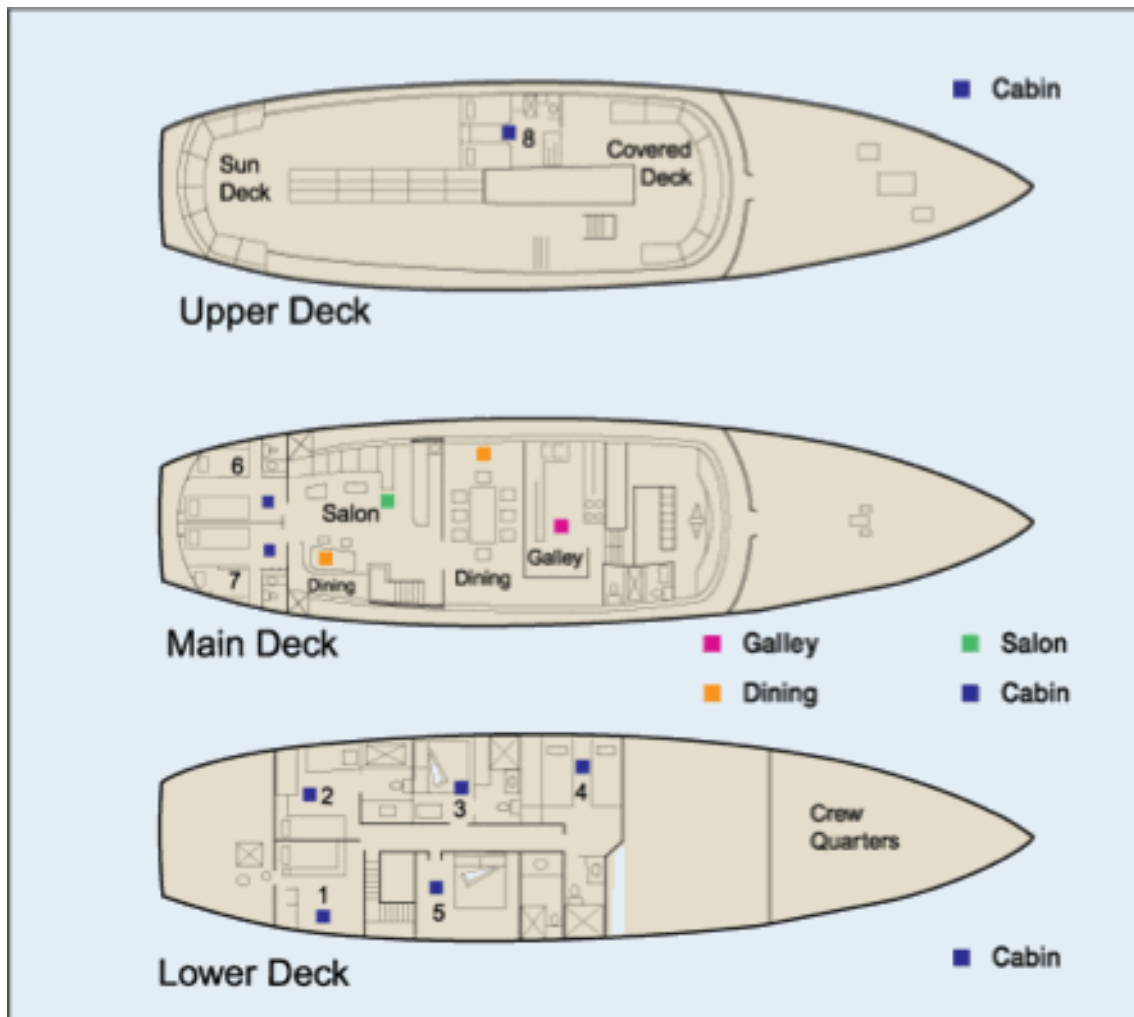 Cabin
8
Sun
Deck
Covered
Deck
Upper Deck
6
Salon
7
Dining
Dining
Galley
Main Deck
Galley
Salon
Dining
Cabin
2
3
4
Crew
Quarters
1
5
Lower Deck
Cabin